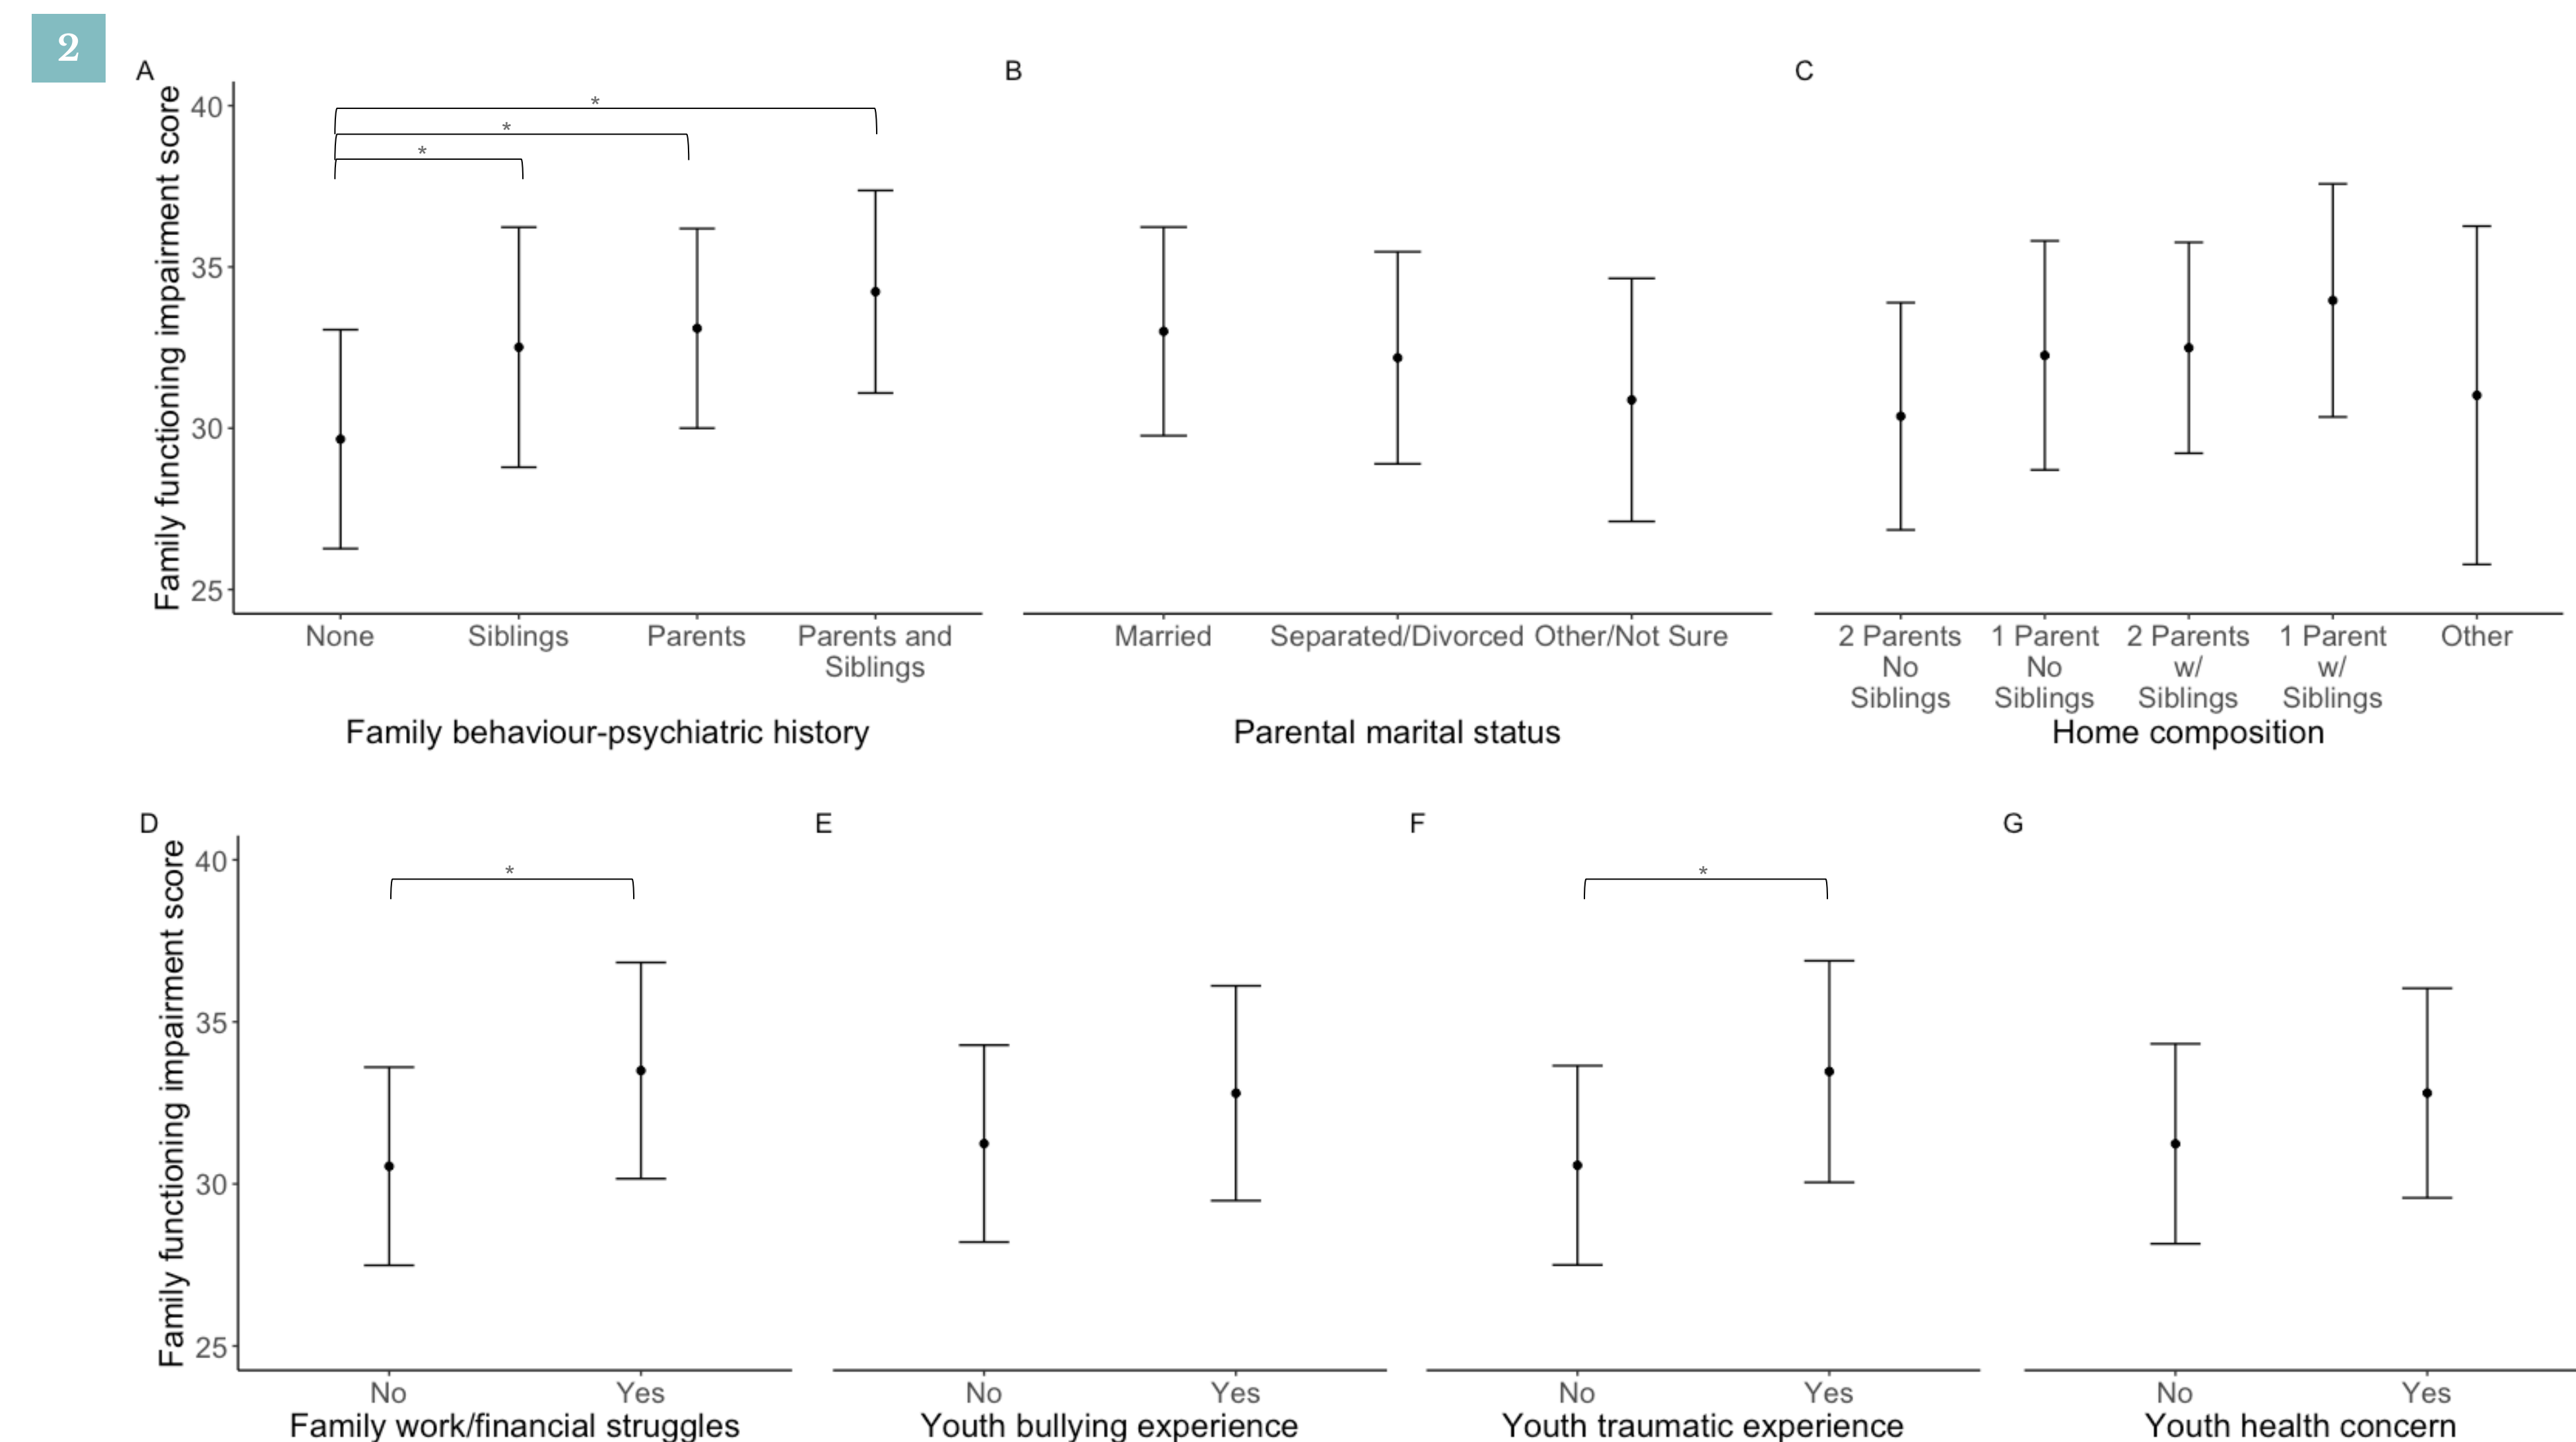 2
A
B
C
Family functioning impairment score
40
35
30
25
*
*
*
None
Siblings
Parents
Parents and
Siblings
Family behaviour-psychiatric history
Married
Separated/Divorced
Other/Not Sure
Parental marital status
2 Parents
No
Siblings
1 Parent
No
Siblings
2 Parents
w/
Siblings
1 Parent
w/
Siblings
Other
Home composition
D
E
F
G
Family functioning impairment score
40
35
30
25
*
*
No
Yes
Family work/financial struggles
No
Yes
Youth bullying experience
No
Yes
Youth traumatic experience
No
Yes
Youth health concern